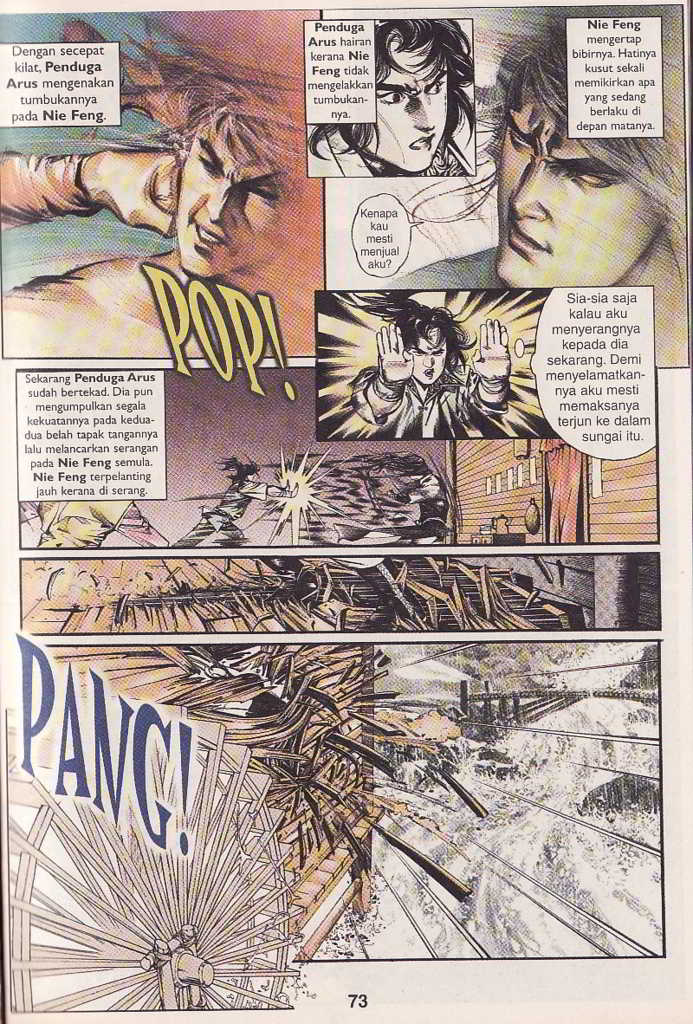 Dengan secepat
kilat, Penduga
Arus mengenakan
tumbukannya
pada Nie Feng.
Penduga
Arus hairan
kerana Nie
Feng tidak
mengelakkan
tumbukan-
nya.
Nie Feng
mengertap
bibirnya. Hatinya
kusut sekali
memikirkan apa
yang sedang
berlaku di
depan matanya.
Kenapa
kau
mesti
menjual
aku?
POP!
Sia-sia saja
kalau aku
menyerangnya
kepada dia
sekarang. Demi
menyelamatkan-
nya aku mesti
memaksanya
terjun ke dalam
sungai itu.
Sekarang Penduga Arus
sudah bertekad. Dia pun
mengumpulkan segala
kekuatannya pada kedua-
dua belah tapak tangannya
lalu melancarkan serangan
pada Nie Feng semula.
Nie Feng terpelanting
jauh kerana di serang.
PANG!
73